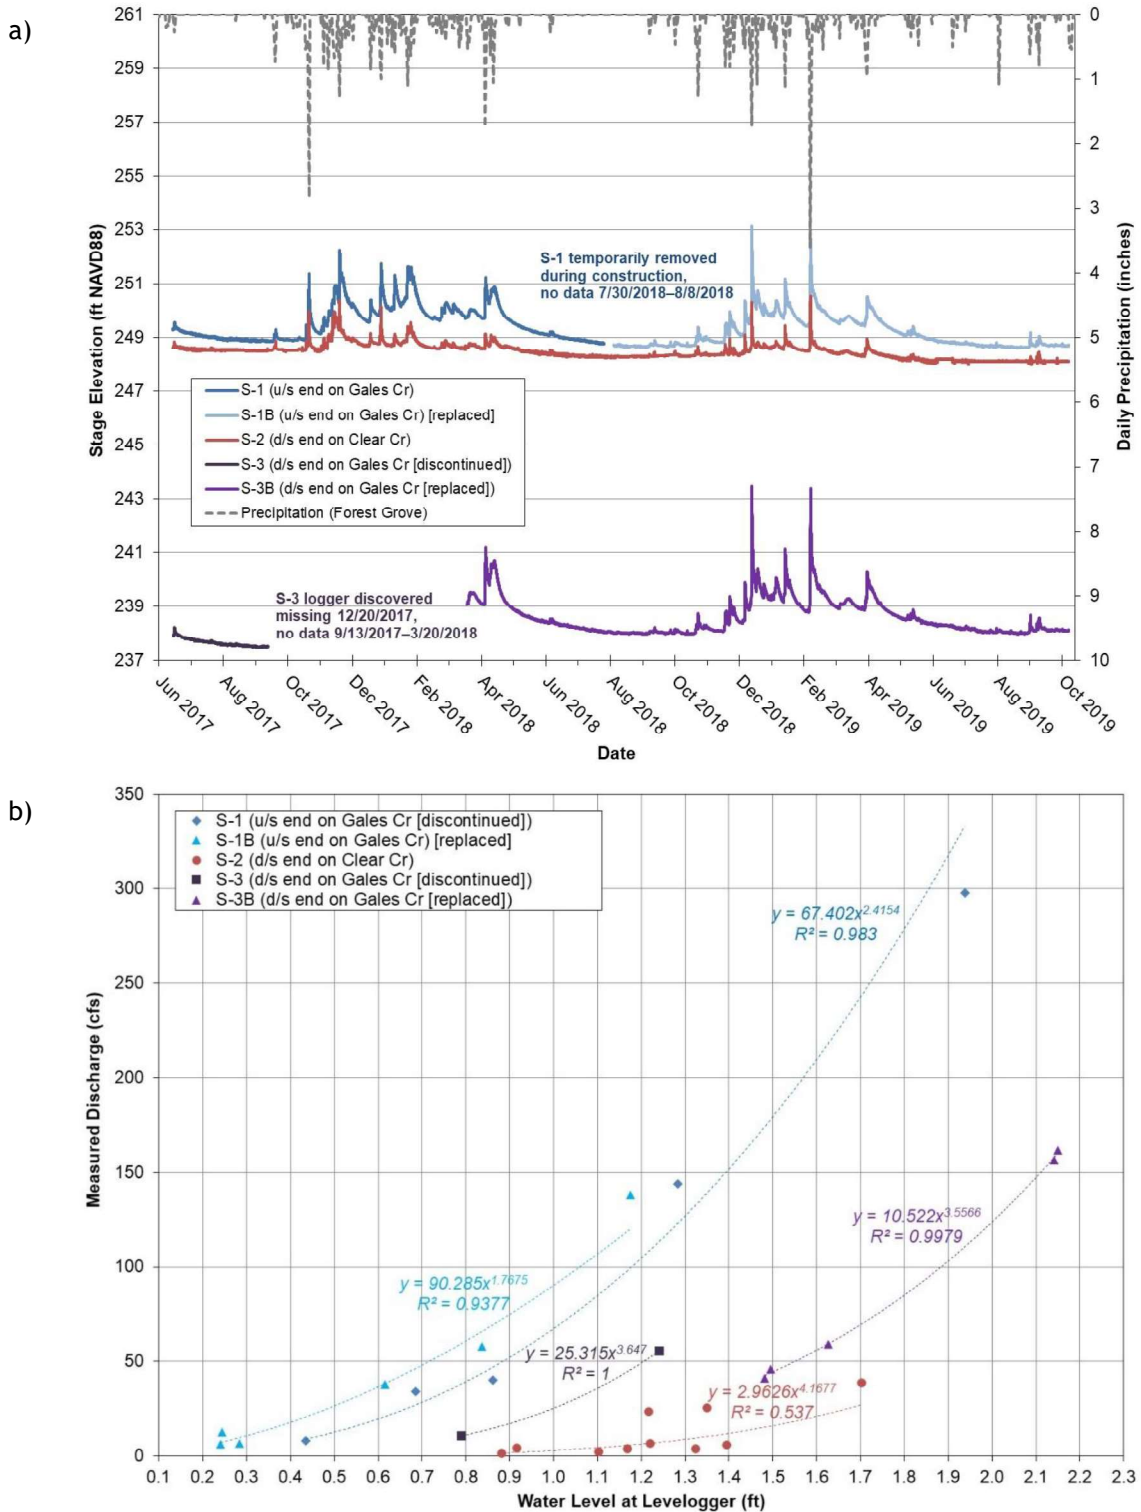 a)
261
259
257
255
253
251
249
247
245
243
241
239
237
Stage Elevation (ft NAVD88)
0
1
2
3
4
5
6
7
8
9
10
Daily Precipitation (inches)
S-1 temporarily removed
during construction,
no data 7/30/2018–8/8/2018
S-1 (u/s end on Gales Cr)
S-1B (u/s end on Gales Cr) [replaced]
S-2 (d/s end on Clear Cr)
S-3 (d/s end on Gales Cr [discontinued])
S-3B (d/s end on Gales Cr [replaced])
Precipitation (Forest Grove)
S-3 logger discovered
missing 12/20/2017,
no data 9/13/2017–3/20/2018
Jun 2017
Aug 2017
Oct 2017
Dec 2017
Feb 2018
Apr 2018
Jun 2018
Aug 2018
Oct 2018
Dec 2018
Feb 2019
Apr 2019
Jun 2019
Aug 2019
Oct 2019
Date
b)
350
300
250
200
150
100
50
0
Measured Discharge (cfs)
S-1 (u/s end on Gales Cr [discontinued])
S-1B (u/s end on Gales Cr) [replaced]
S-2 (d/s end on Clear Cr)
S-3 (d/s end on Gales Cr [discontinued])
S-3B (d/s end on Gales Cr [replaced])
y = 67.402x^2.4154
R² = 0.983
y = 10.522x^3.5566
R² = 0.9979
y = 90.285x^1.7675
R² = 0.9377
y = 25.315x^3.647
R² = 1
y = 2.9626x^4.1677
R² = 0.537
0.1 0.2 0.3 0.4 0.5 0.6 0.7 0.8 0.9 1.0 1.1 1.2 1.3 1.4 1.5 1.6 1.7 1.8 1.9 2.0 2.1 2.2 2.3
Water Level at Levelogger (ft)